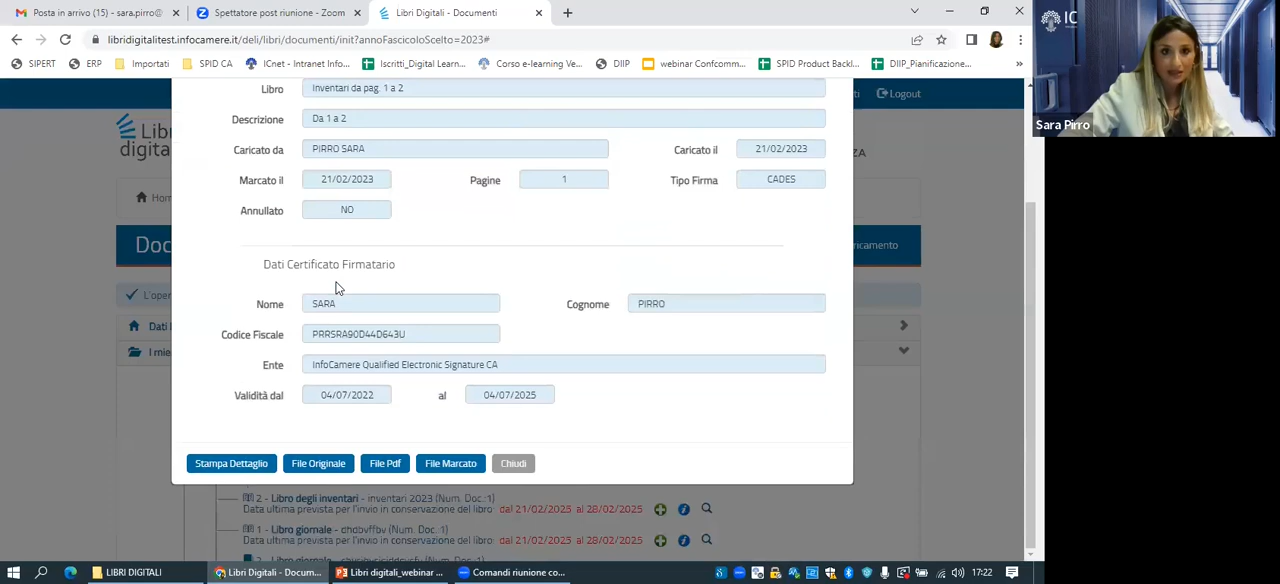 Posta in arrivo (15) - sara.pirro@
Spettatore post riunione - Zoom
Libri Digitali - Documenti
libridigitalitest.infocamere.it/deli/libri/documenti/init?annoFascicoloScelto=2023#
SIPERT
ERP
Importati
SPID CA
ICnet - Intranet Info...
Iscritti_Digital Learn...
Corso e-learning Ve...
DIIP
webinar Confcomm...
SPID Product Backl...
DIIP_Pianificazione...
IC
Sara Pirro
Logout
Libro Inventari da pag. 1 a 2
Descrizione Da 1 a 2
Caricato da PIRRO SARA Caricato il 21/02/2023
Marcato il 21/02/2023 Pagine 1 Tipo Firma CADES
Annullato NO
Dati Certificato Firmatario
Nome SARA Cognome PIRRO
Codice Fiscale PRRSRA90D44D643U
Ente InfoCamere Qualified Electronic Signature CA
Validità dal 04/07/2022 al 04/07/2025
Stampa Dettaglio File Originale File Pdf File Marcato Chiudi
2 - Libro degli inventari - inventari 2023 (Num. Doc.:1)
Data ultima prevista per l'invio in conservazione del libro: dal 21/02/2025 al 28/02/2025
1 - Libro giornale - dhdbvffbv (Num. Doc.:1)
Data ultima prevista per l'invio in conservazione del libro: dal 21/02/2025 al 28/02/2025
LIBRI DIGITALI
Libri Digitali - Docum...
Libri digitali_webinar ...
Comandi riunione co...
17:22